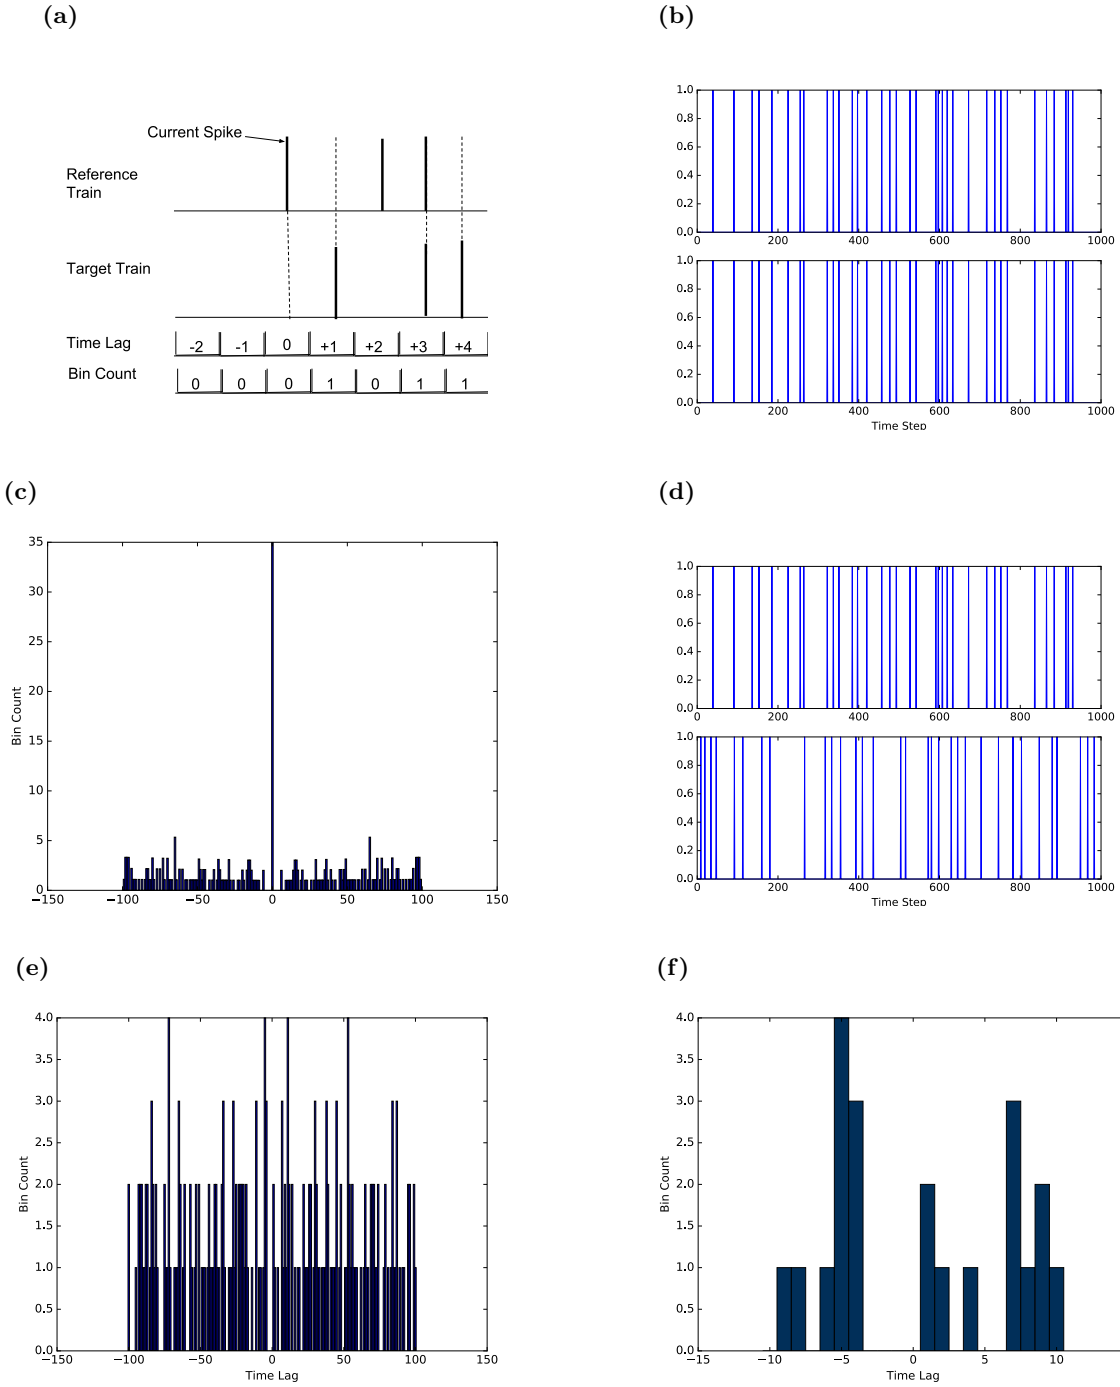 (a)
Current Spike
Reference
Train
Target Train
Time Lag
-2 -1 0 +1 +2 +3 +4
Bin Count
0 0 0 1 0 1 1
(b)
1.0
0.8
0.6
0.4
0.2
0.0
0 200 400 600 800 1000
1.0
0.8
0.6
0.4
0.2
0.0
0 200 400 600 800 1000
Time Step
(c)
35
30
25
20
15
10
5
0
Bin Count
−150 −100 −50 0 50 100 150
(d)
1.0
0.8
0.6
0.4
0.2
0.0
0 200 400 600 800 1000
1.0
0.8
0.6
0.4
0.2
0.0
0 200 400 600 800 1000
Time Step
(e)
4.0
3.5
3.0
2.5
2.0
1.5
1.0
0.5
0.0
Bin Count
−150 −100 −50 0 50 100 150
Time Lag
(f)
4.0
3.5
3.0
2.5
2.0
1.5
1.0
0.5
0.0
Bin Count
−15 −10 −5 0 5 10
Time Lag